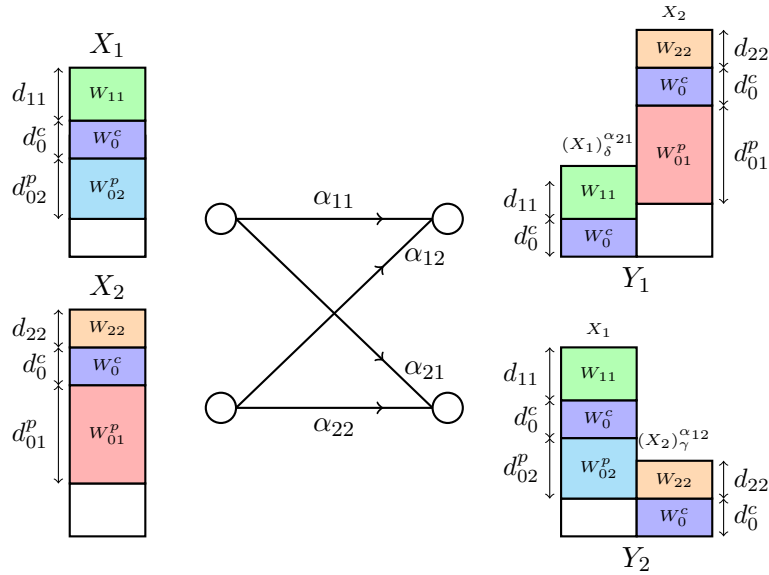 X_1
d_{11}
W_{11}
d_0^c
W_0^c
d_{02}^p
W_{02}^p
X_2
d_{22}
W_{22}
d_0^c
W_0^c
d_{01}^p
W_{01}^p
α_{11}
α_{12}
α_{21}
α_{22}
X_2
W_{22}
d_{22}
W_0^c
d_0^c
(X_1)_δ^{α_{21}}
W_{01}^p
d_{01}^p
d_{11}
W_{11}
d_0^c
W_0^c
Y_1
X_1
d_{11}
W_{11}
d_0^c
W_0^c
(X_2)_γ^{α_{12}}
d_{02}^p
W_{02}^p
W_{22}
d_{22}
W_0^c
d_0^c
Y_2